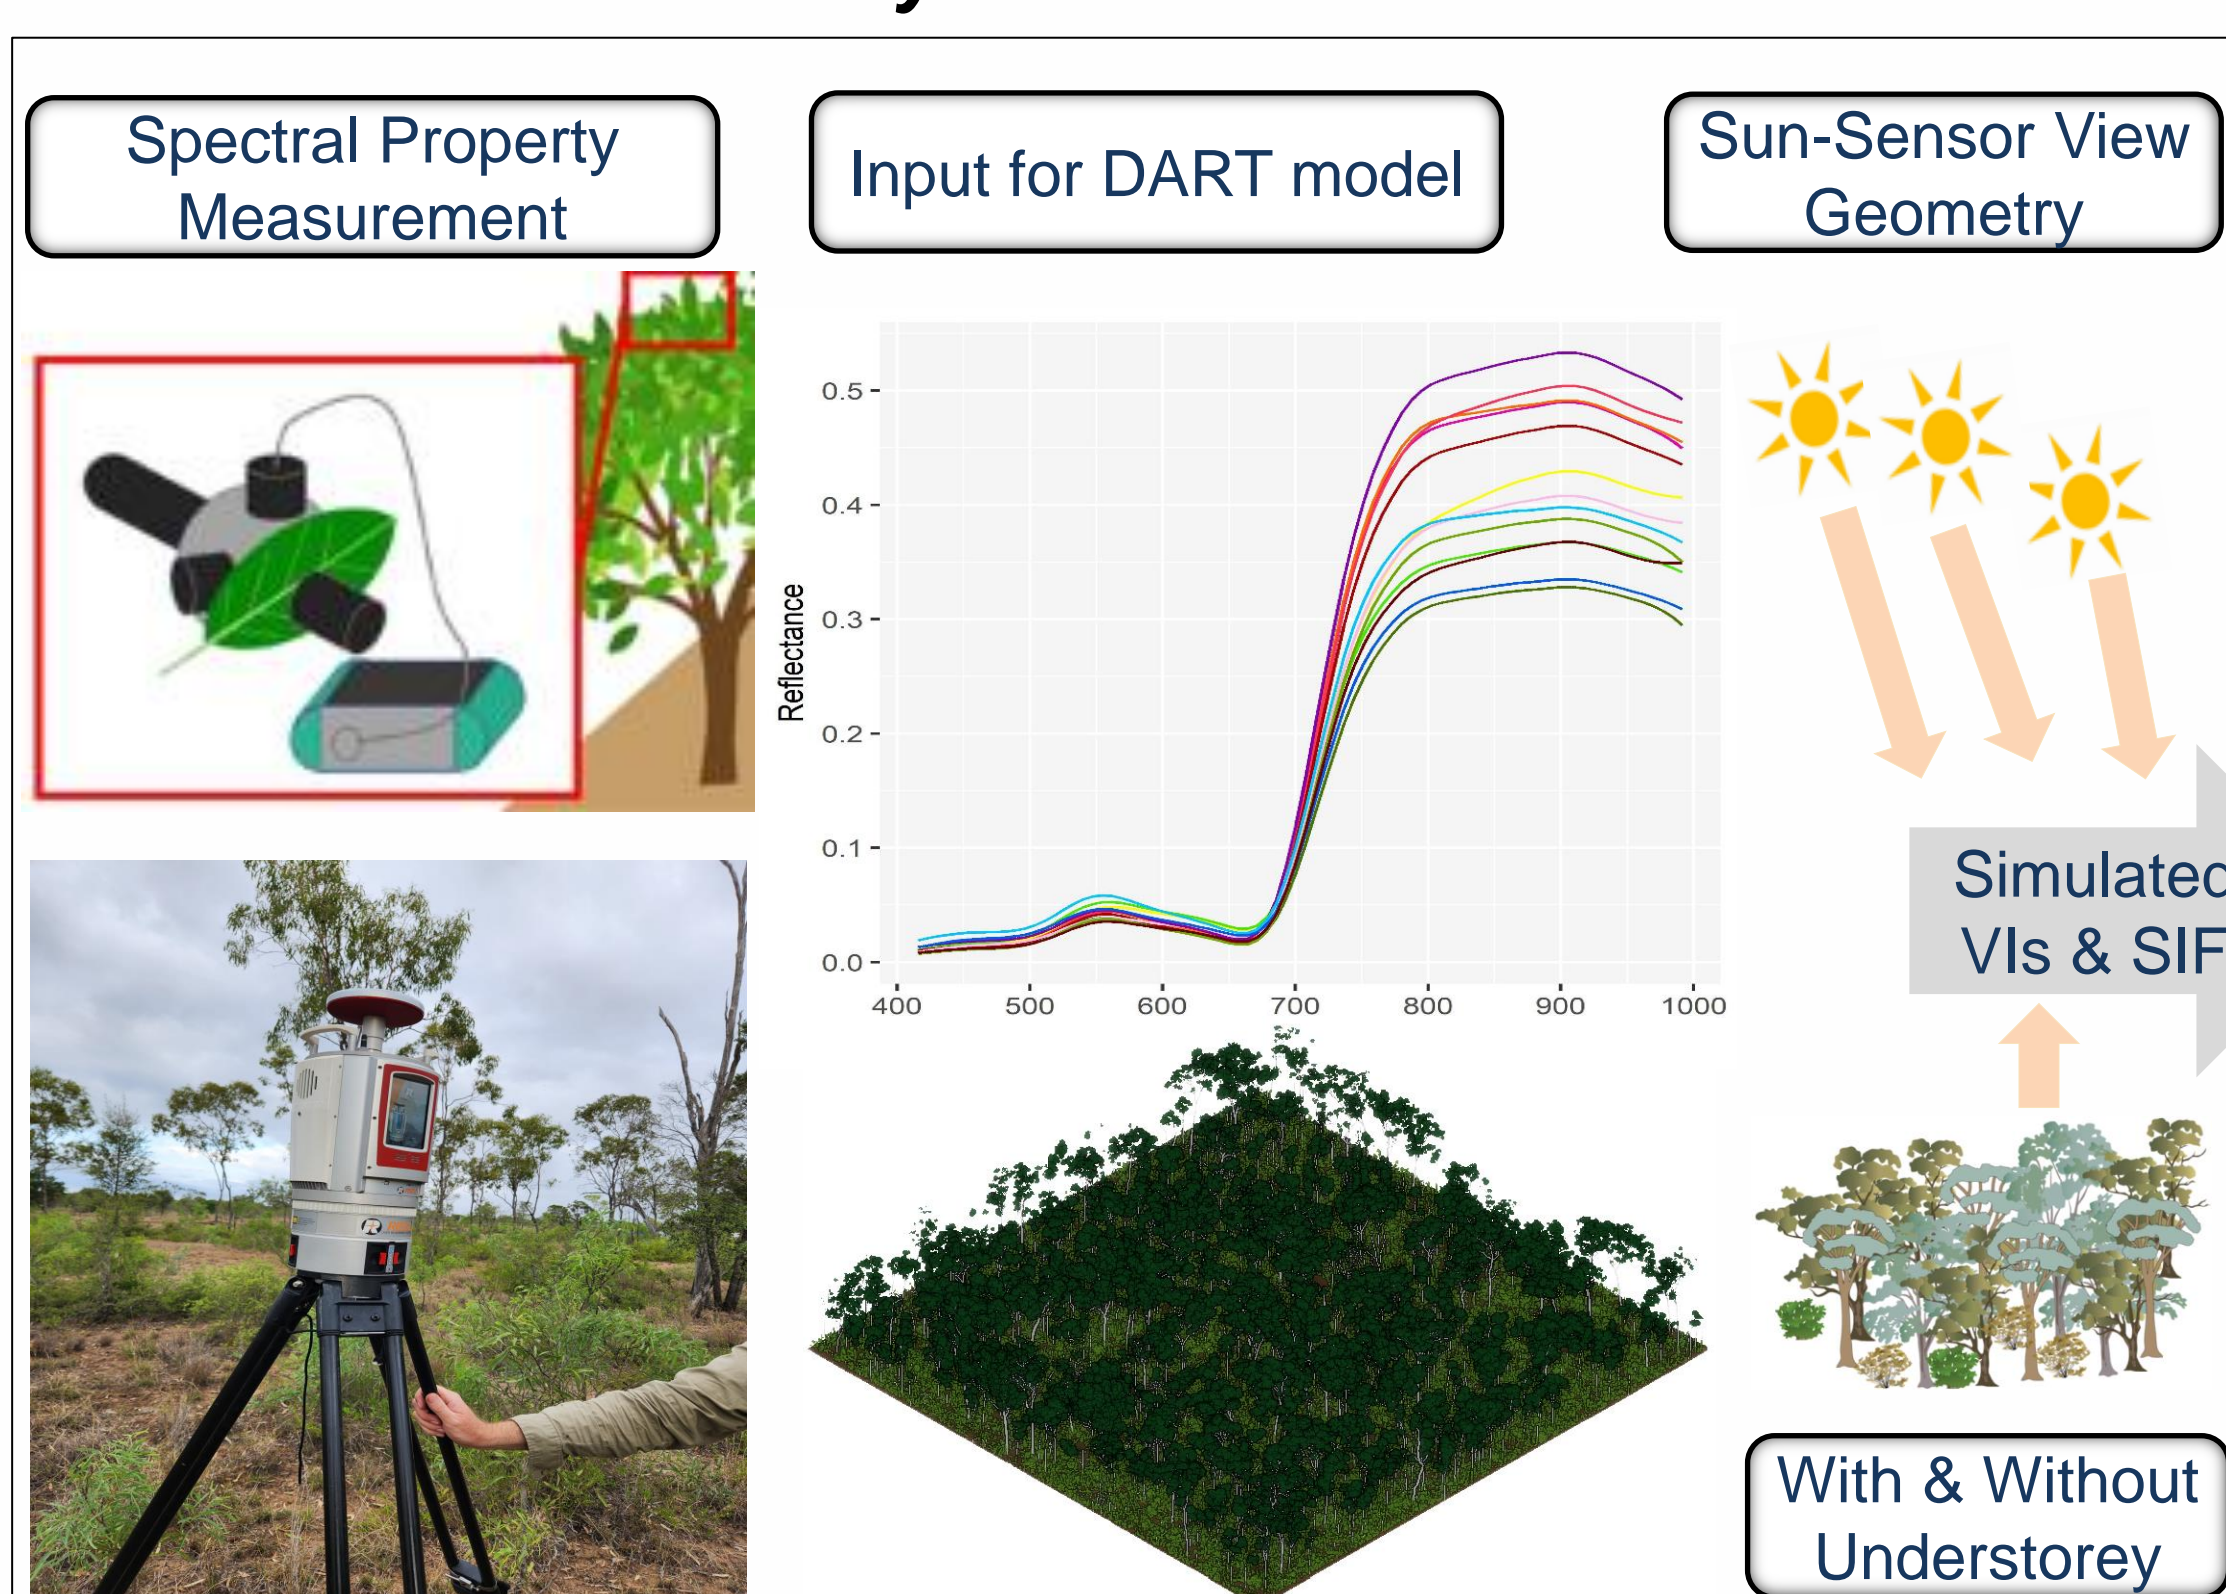 Spectral Property
Measurement
Input for DART model
Sun-Sensor View
Geometry
Reflectance
0.5
0.4
0.3
0.2
0.1
0.0
400 500 600 700 800 900 1000
Simulated
VIs & SIF
With & Without
Understorey